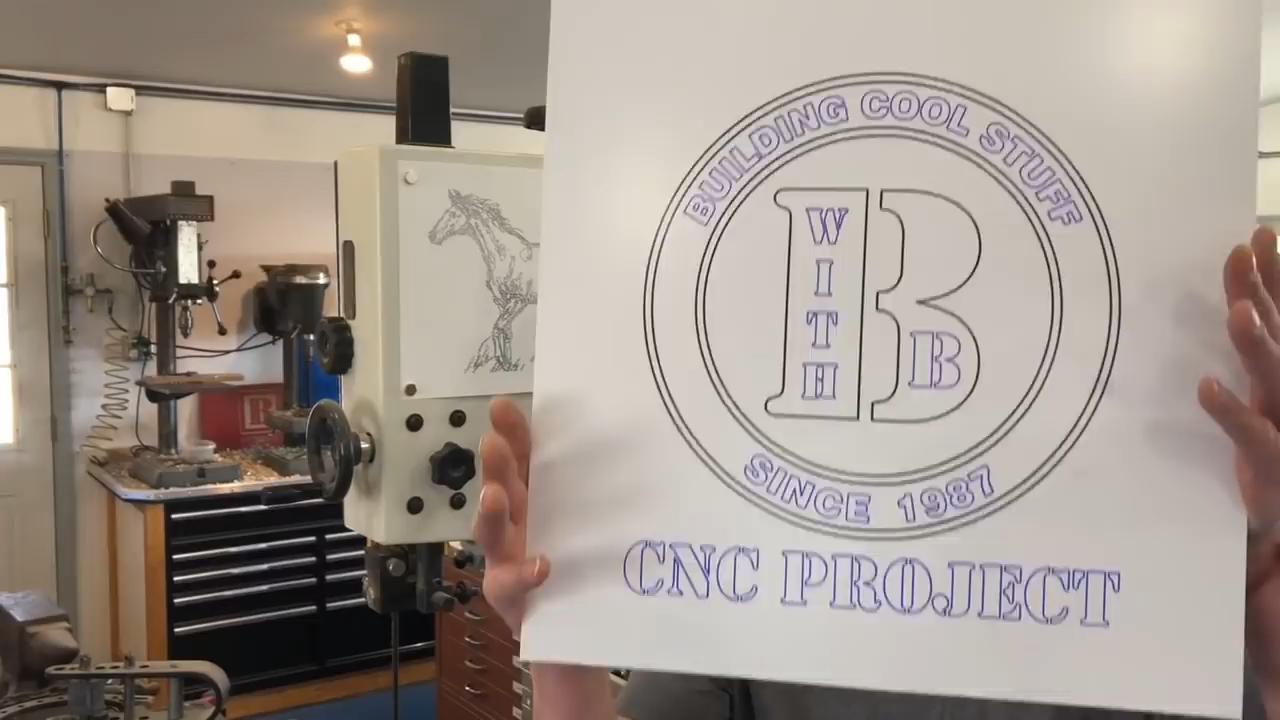 BUILDING COOL STUFF
WITH
B
B
SINCE 1987
CNC PROJECT